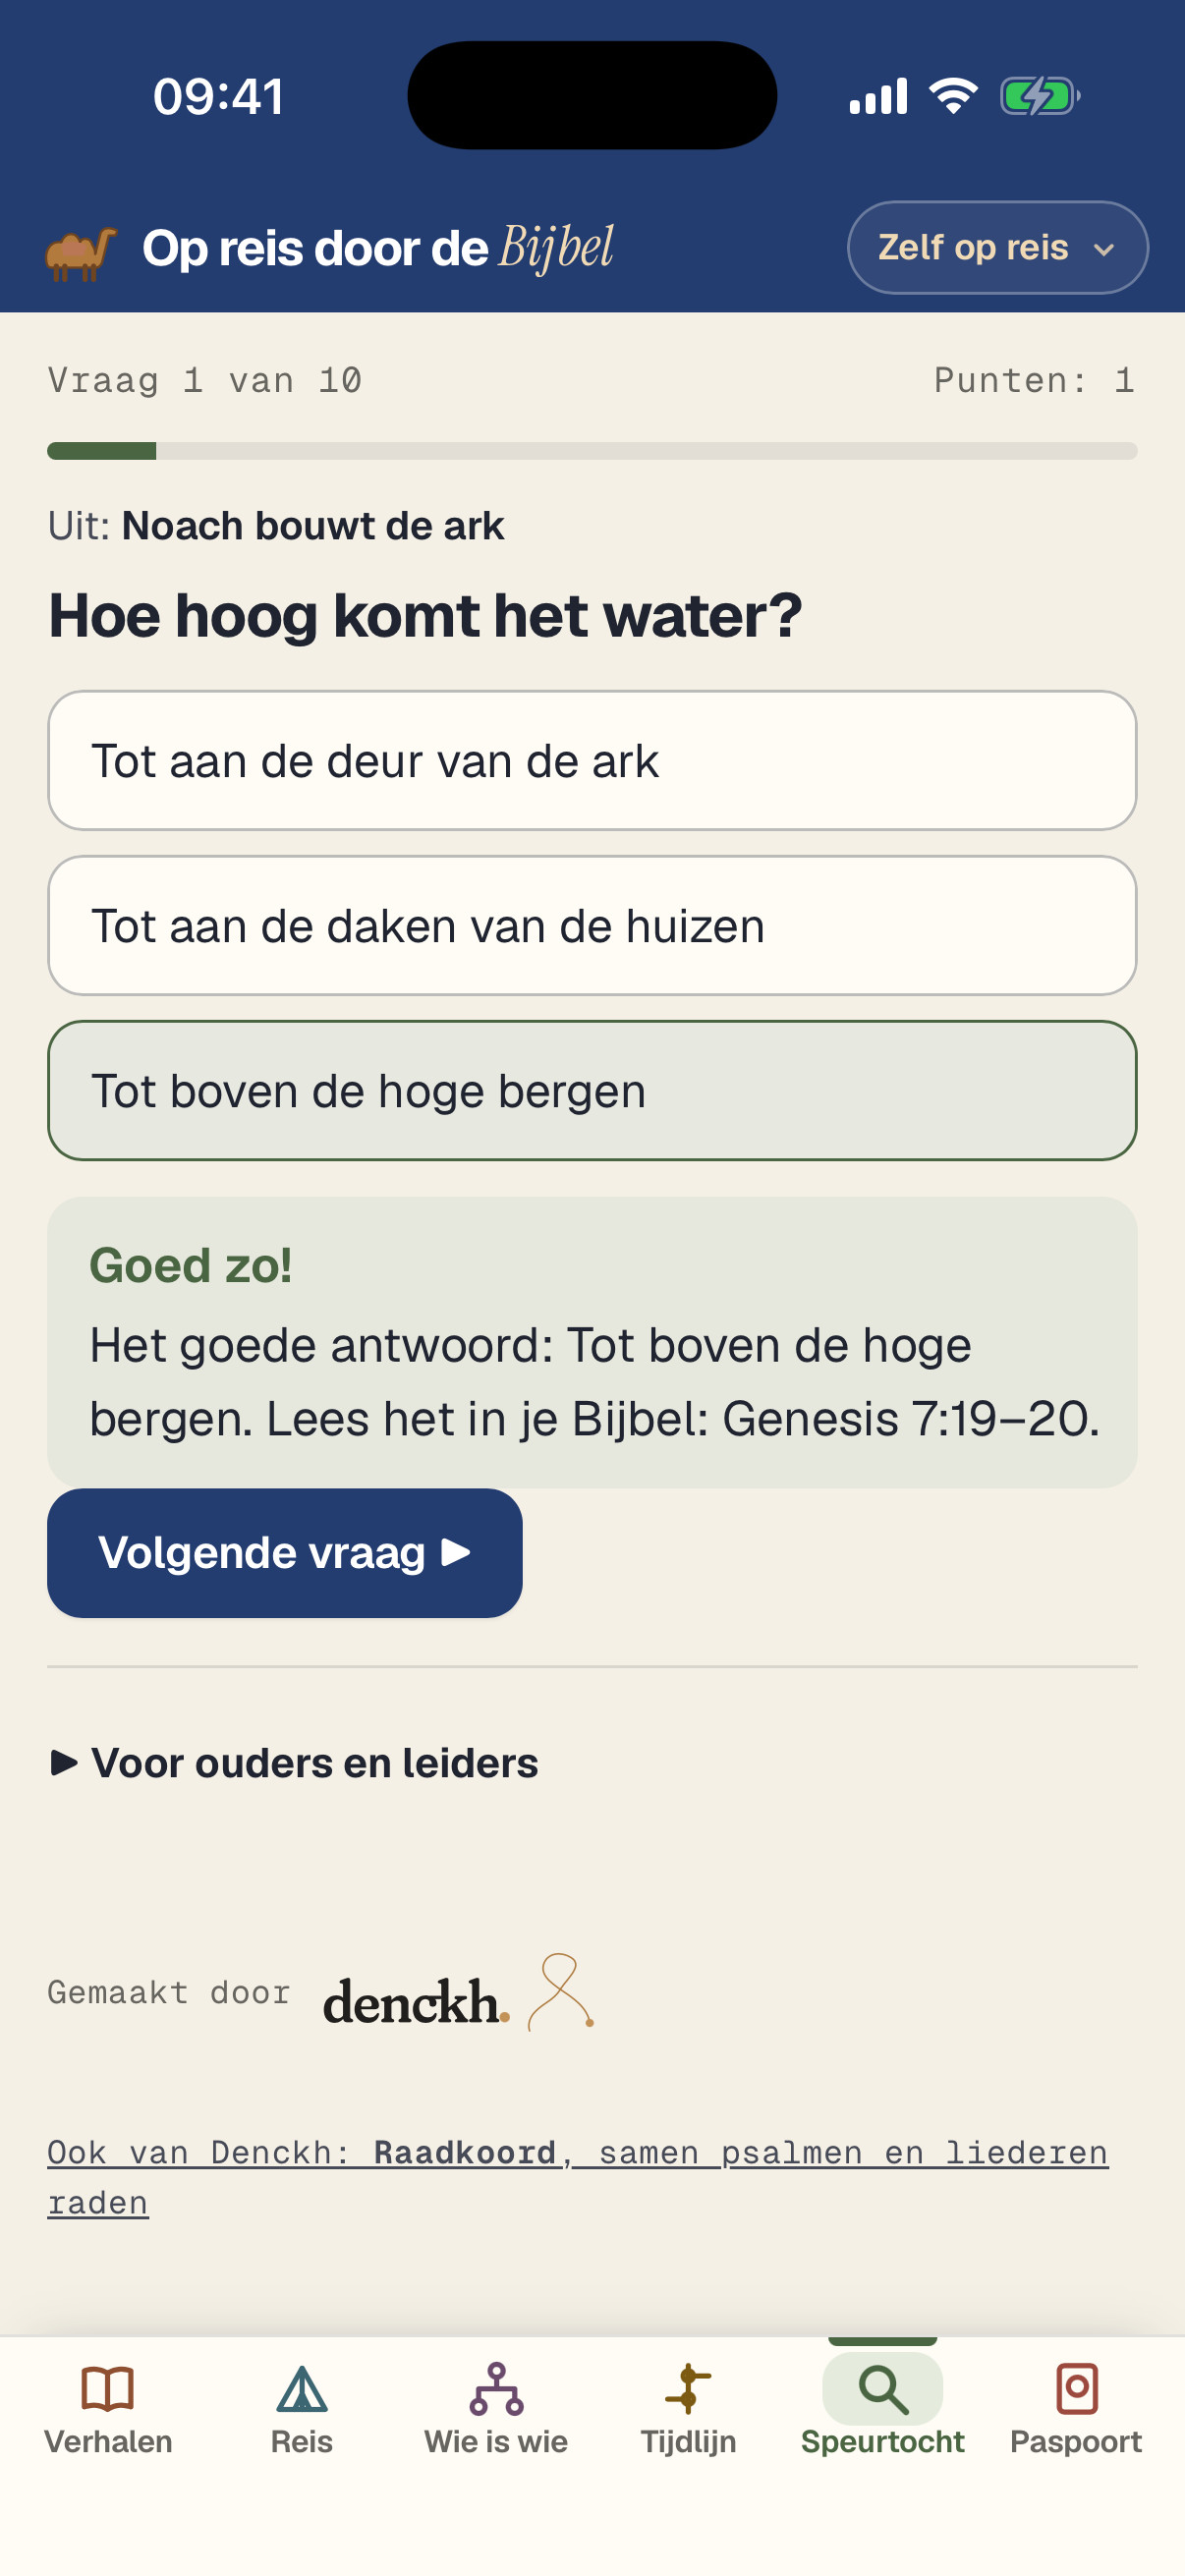 09:41
Op reis door de Bijbel
Zelf op reis
Vraag 1 van 10
Punten: 1
Uit: Noach bouwt de ark
Hoe hoog komt het water?
Tot aan de deur van de ark
Tot aan de daken van de huizen
Tot boven de hoge bergen
Goed zo!
Het goede antwoord: Tot boven de hoge
bergen. Lees het in je Bijbel: Genesis 7:19–20.
Volgende vraag
Voor ouders en leiders
Gemaakt door denckh.
Ook van Denckh: Raadkoord, samen psalmen en liederen
raden
Verhalen
Reis
Wie is wie
Tijdlijn
Speurtocht
Paspoort